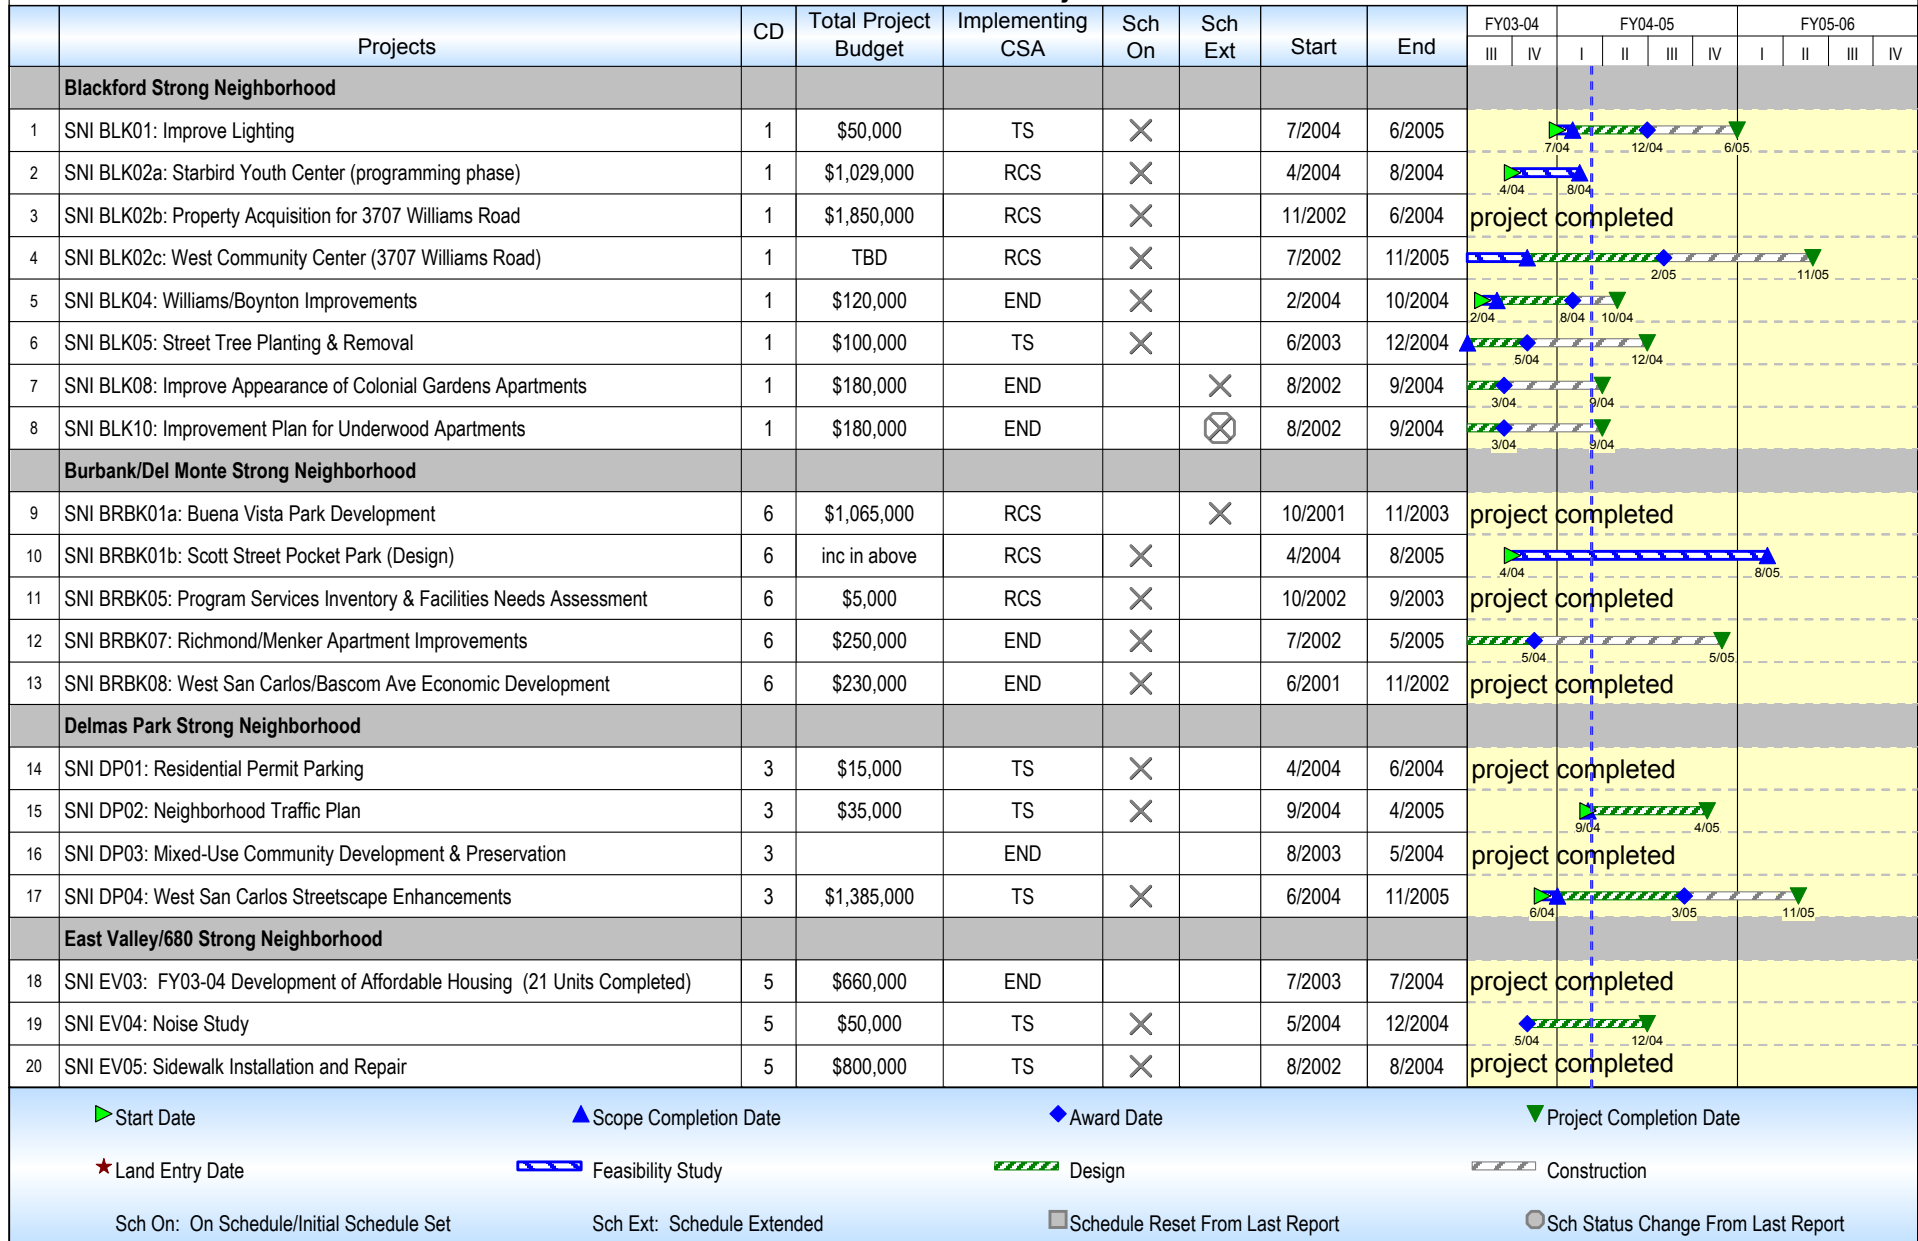 Projects CD Total Project Budget Implementing CSA Sch On Sch Ext Start End FY03-04 FY04-05 FY05-06
III IV I II III IV I II III IV
Blackford Strong Neighborhood
1 SNI BLK01: Improve Lighting 1 $50,000 TS 7/2004 6/2005 7/04 12/04 6/05
2 SNI BLK02a: Starbird Youth Center (programming phase) 1 $1,029,000 RCS 4/2004 8/2004 4/04 8/04
3 SNI BLK02b: Property Acquisition for 3707 Williams Road 1 $1,850,000 RCS 11/2002 6/2004 project completed
4 SNI BLK02c: West Community Center (3707 Williams Road) 1 TBD RCS 7/2002 11/2005 2/05 11/05
5 SNI BLK04: Williams/Boynton Improvements 1 $120,000 END 2/2004 10/2004 2/04 8/04 10/04
6 SNI BLK05: Street Tree Planting & Removal 1 $100,000 TS 6/2003 12/2004 5/04 12/04
7 SNI BLK08: Improve Appearance of Colonial Gardens Apartments 1 $180,000 END 8/2002 9/2004 3/04 9/04
8 SNI BLK10: Improvement Plan for Underwood Apartments 1 $180,000 END 8/2002 9/2004 3/04 9/04
Burbank/Del Monte Strong Neighborhood
9 SNI BRBK01a: Buena Vista Park Development 6 $1,065,000 RCS 10/2001 11/2003 project completed
10 SNI BRBK01b: Scott Street Pocket Park (Design) 6 inc in above RCS 4/2004 8/2005 4/04 8/05
11 SNI BRBK05: Program Services Inventory & Facilities Needs Assessment 6 $5,000 RCS 10/2002 9/2003 project completed
12 SNI BRBK07: Richmond/Menker Apartment Improvements 6 $250,000 END 7/2002 5/2005 5/04 5/05
13 SNI BRBK08: West San Carlos/Bascom Ave Economic Development 6 $230,000 END 6/2001 11/2002 project completed
Delmas Park Strong Neighborhood
14 SNI DP01: Residential Permit Parking 3 $15,000 TS 4/2004 6/2004 project completed
15 SNI DP02: Neighborhood Traffic Plan 3 $35,000 TS 9/2004 4/2005 9/04 4/05
16 SNI DP03: Mixed-Use Community Development & Preservation 3 END 8/2003 5/2004 project completed
17 SNI DP04: West San Carlos Streetscape Enhancements 3 $1,385,000 TS 6/2004 11/2005 6/04 3/05 11/05
East Valley/680 Strong Neighborhood
18 SNI EV03: FY03-04 Development of Affordable Housing (21 Units Completed) 5 $660,000 END 7/2003 7/2004 project completed
19 SNI EV04: Noise Study 5 $50,000 TS 5/2004 12/2004 5/04 12/04
20 SNI EV05: Sidewalk Installation and Repair 5 $800,000 TS 8/2002 8/2004 project completed
Start Date Scope Completion Date Award Date Project Completion Date
Land Entry Date Feasibility Study Design Construction
Sch On: On Schedule/Initial Schedule Set Sch Ext: Schedule Extended Schedule Reset From Last Report Sch Status Change From Last Report